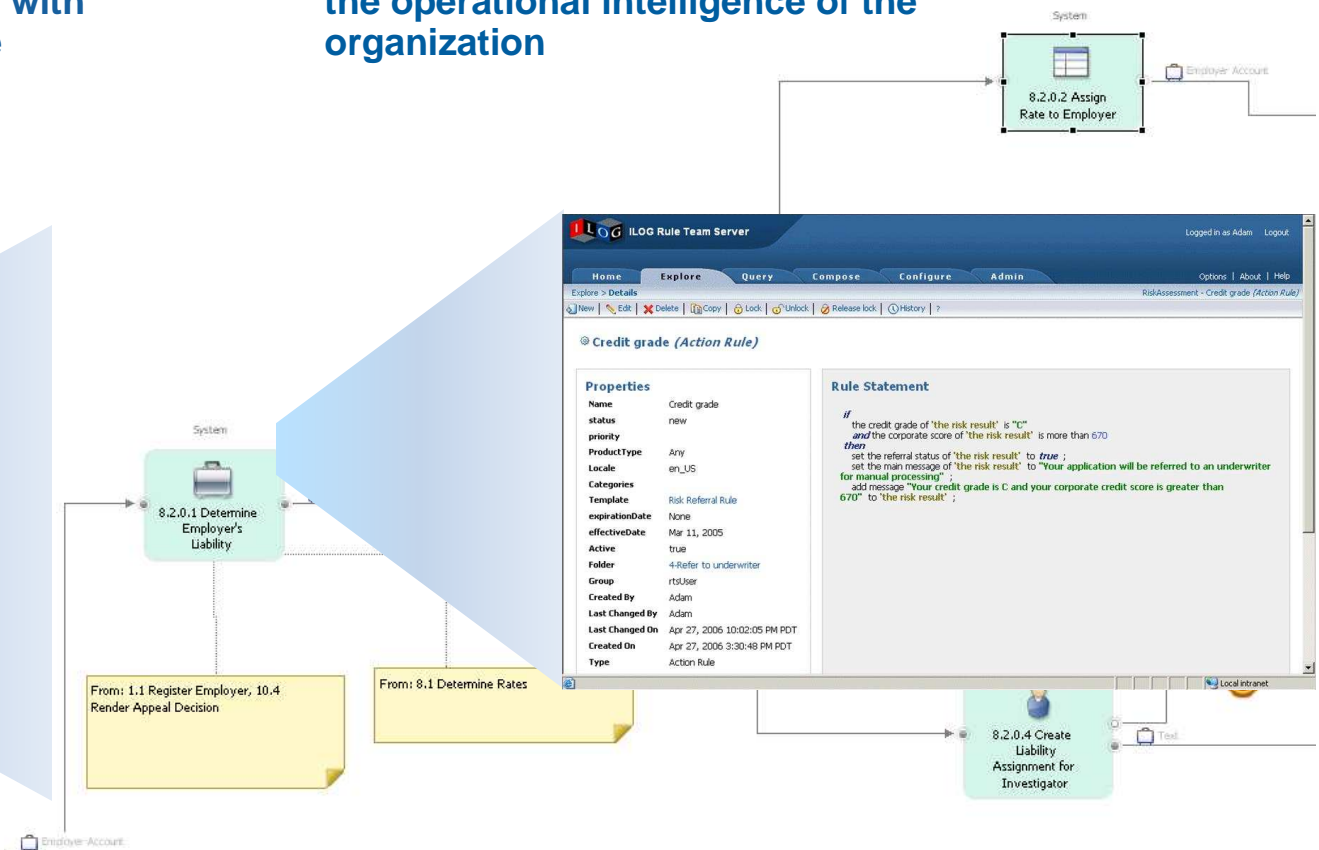 with
e
the operational intelligence of the
organization
System
8.2.0.2 Assign
Rate to Employer
Employer Account
ILOG
ILOG Rule Team Server
Logged in as Adam Logout
Home Explore Query Compose Configure Admin
Options | About | Help
Explore > Details
RiskAssessment - Credit grade (Action Rule)
New | Edit | Delete | Copy | Lock | Unlock | Release lock | History | ?
Credit grade (Action Rule)
Properties
Name Credit grade
status new
priority
ProductType Any
Locale en_US
Categories
Template Risk Referral Rule
expirationDate None
effectiveDate Mar 11, 2005
Active true
Folder 4-Refer to underwriter
Group rtsUser
Created By Adam
Last Changed By Adam
Last Changed On Apr 27, 2006 10:02:05 PM PDT
Created On Apr 27, 2006 3:30:48 PM PDT
Type Action Rule
Rule Statement
if
the credit grade of 'the risk result' is "C"
and the corporate score of 'the risk result' is more than 670
then
set the referral status of 'the risk result' to true ;
set the main message of 'the risk result' to "Your application will be referred to an underwriter
for manual processing" ;
add message "Your credit grade is C and your corporate credit score is greater than
670" to 'the risk result' ;
Local intranet
System
8.2.0.1 Determine
Employer's
Liability
From: 1.1 Register Employer, 10.4
Render Appeal Decision
From: 8.1 Determine Rates
8.2.0.4 Create
Liability
Assignment for
Investigator
Text
Employer Account